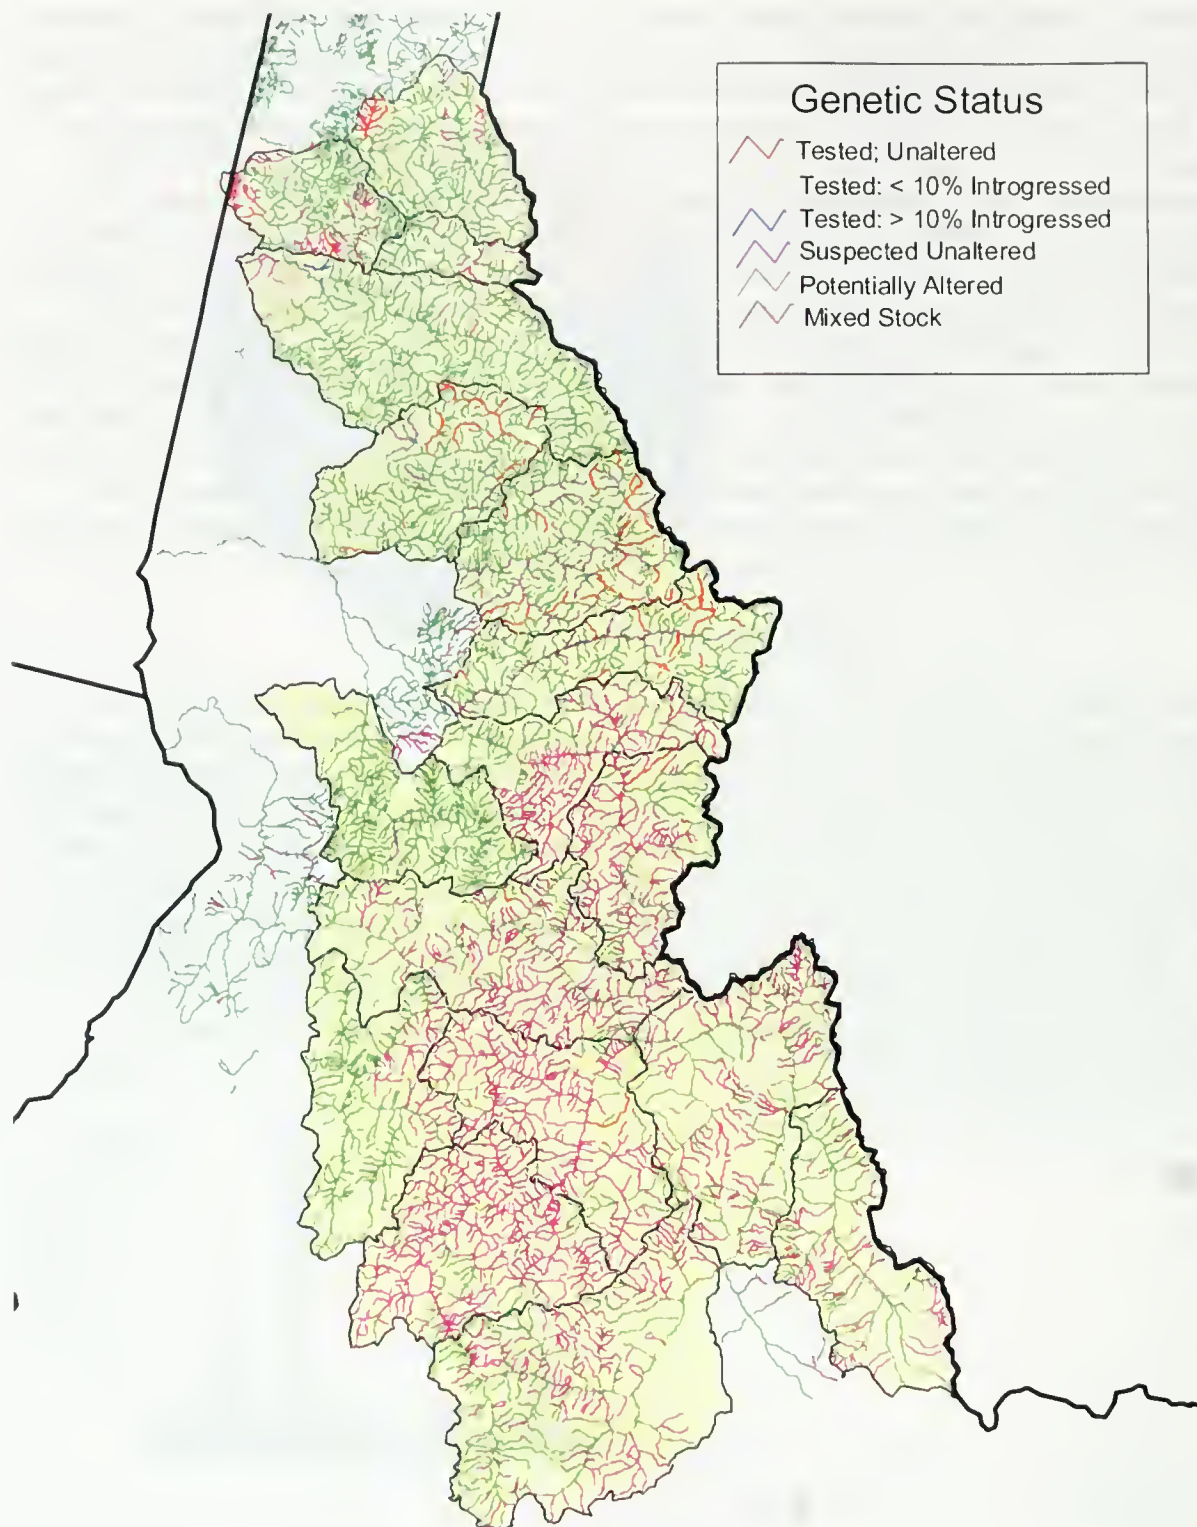 Genetic Status
Tested; Unaltered
Tested: < 10% Introgressed
Tested: > 10% Introgressed
Suspected Unaltered
Potentially Altered
Mixed Stock